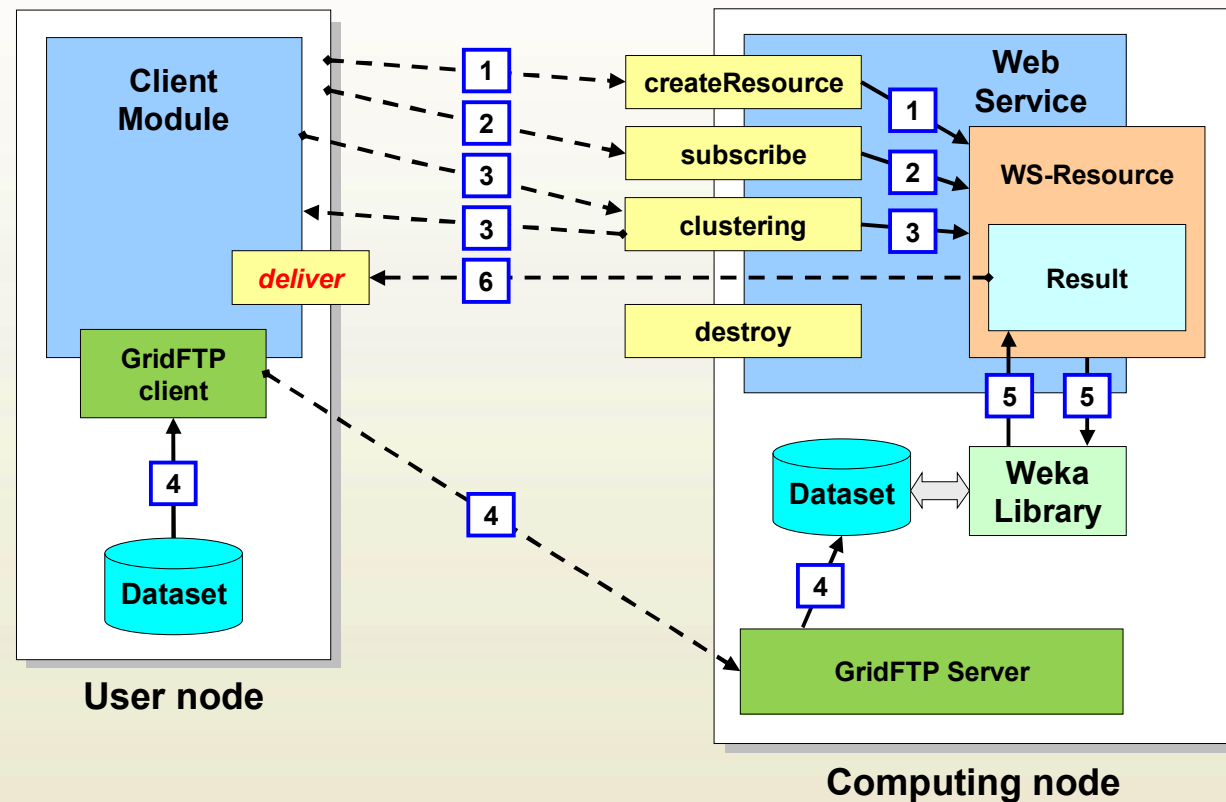 Client
Module
1
2
3
3
6
deliver
GridFTP
client
4
Dataset
4
User node
createResource
subscribe
clustering
destroy
Web
Service
1
2
3
WS-Resource
Result
5
5
Dataset
Weka
Library
4
GridFTP Server
Computing node